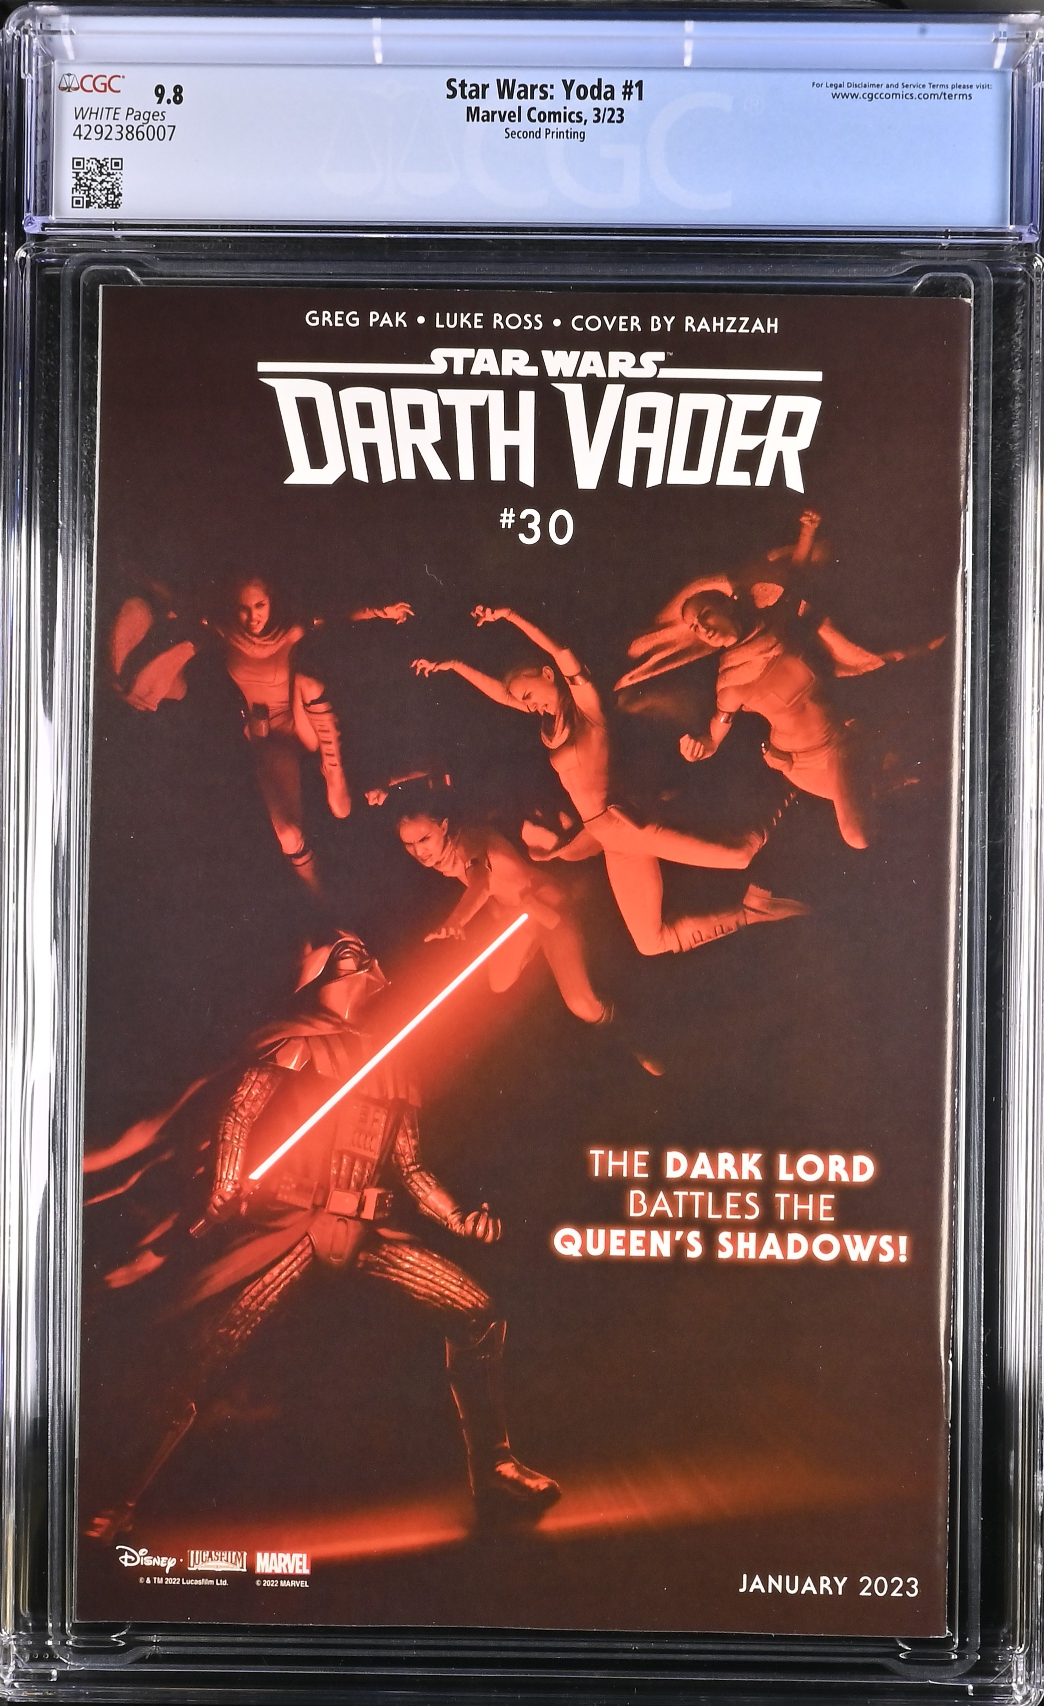 CGC
9.8
WHITE Pages
4292386007
Star Wars: Yoda #1
Marvel Comics, 3/23
Second Printing
For Legal Disclaimer and Service Terms please visit:
www.cgccomics.com/terms
CGC
GREG PAK • LUKE ROSS • COVER BY RAHZZAH
STAR WARS™
DARTH VADER
#30
THE DARK LORD
BATTLES THE
QUEEN'S SHADOWS!
DISNEY · LUCASFILM MARVEL
© & TM 2022 Lucasfilm Ltd. © 2022 MARVEL
JANUARY 2023